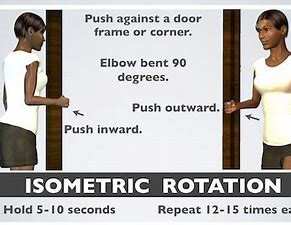 Push against a door
frame or corner.
Elbow bent 90
degrees.
Push outward.
Push inward.
ISOMETRIC ROTATION
Hold 5-10 seconds
Repeat 12-15 times ea